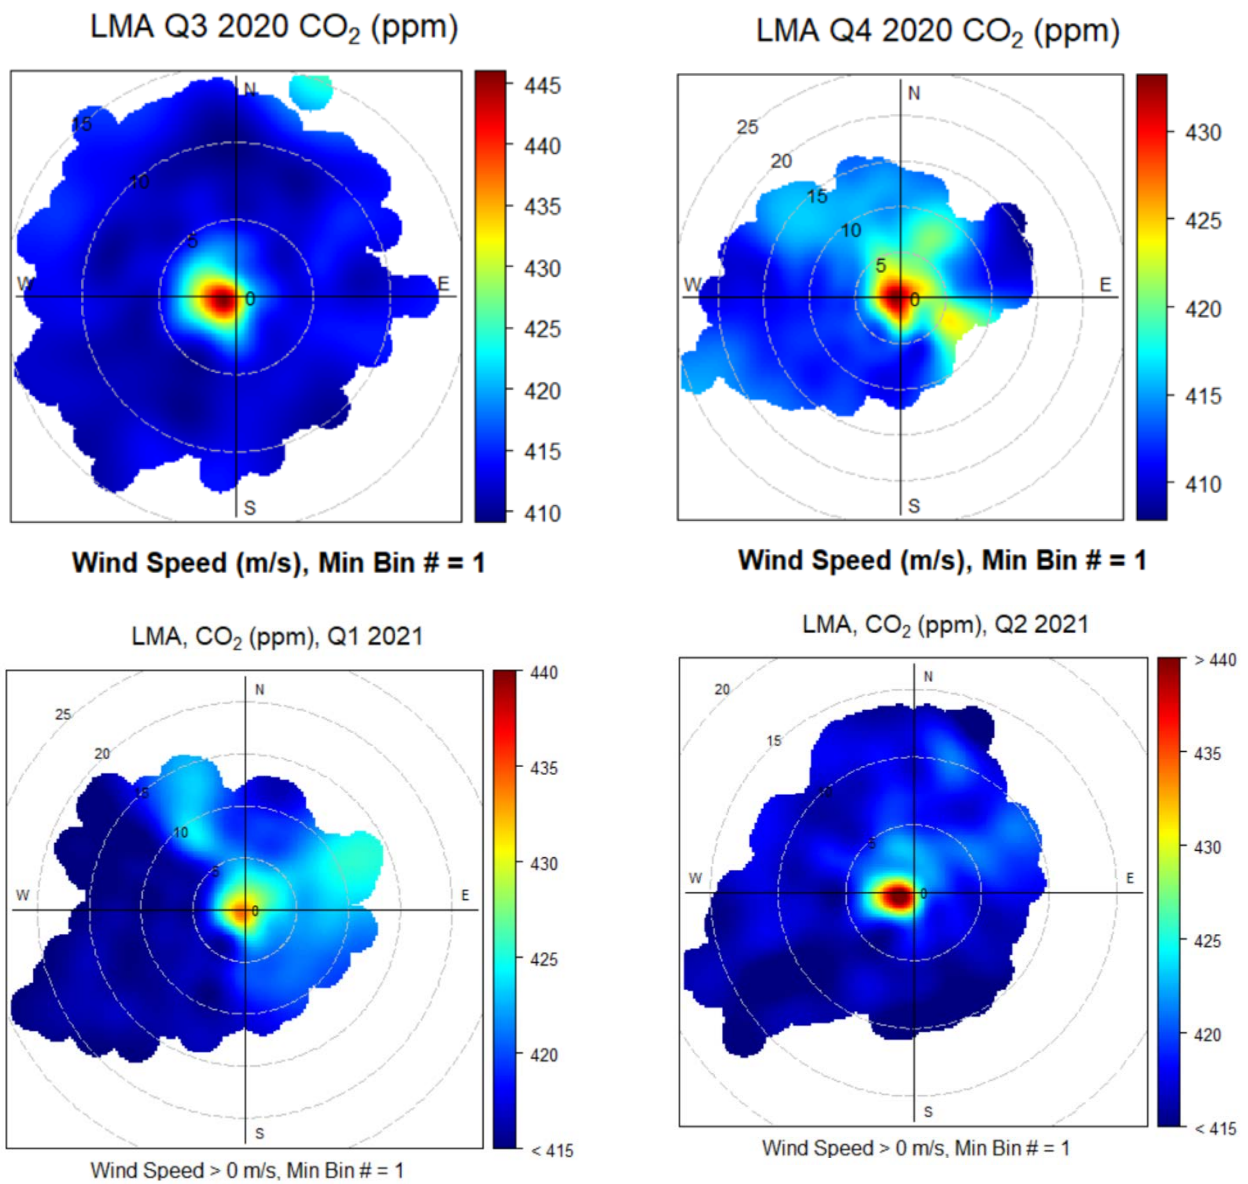 LMA Q3 2020 CO₂ (ppm)
N
15
10
5
W
0
E
S
445
440
435
430
425
420
415
410
Wind Speed (m/s), Min Bin # = 1
LMA Q4 2020 CO₂ (ppm)
N
25
20
15
10
5
W
0
E
S
430
425
420
415
410
Wind Speed (m/s), Min Bin # = 1
LMA, CO₂ (ppm), Q1 2021
N
25
20
15
10
5
W
0
E
S
440
435
430
425
420
< 415
Wind Speed > 0 m/s, Min Bin # = 1
LMA, CO₂ (ppm), Q2 2021
N
20
15
10
5
W
0
E
S
> 440
435
430
425
420
< 415
Wind Speed > 0 m/s, Min Bin # = 1